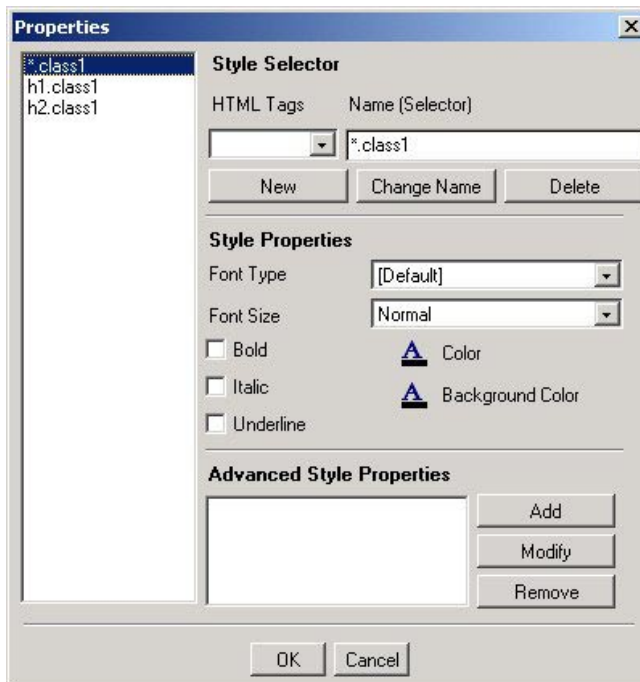 Properties
*.class1
h1.class1
h2.class1
Style Selector
HTML Tags Name (Selector)
*.class1
New Change Name Delete
Style Properties
Font Type [Default]
Font Size Normal
Bold A Color
Italic A Background Color
Underline
Advanced Style Properties
Add
Modify
Remove
OK Cancel